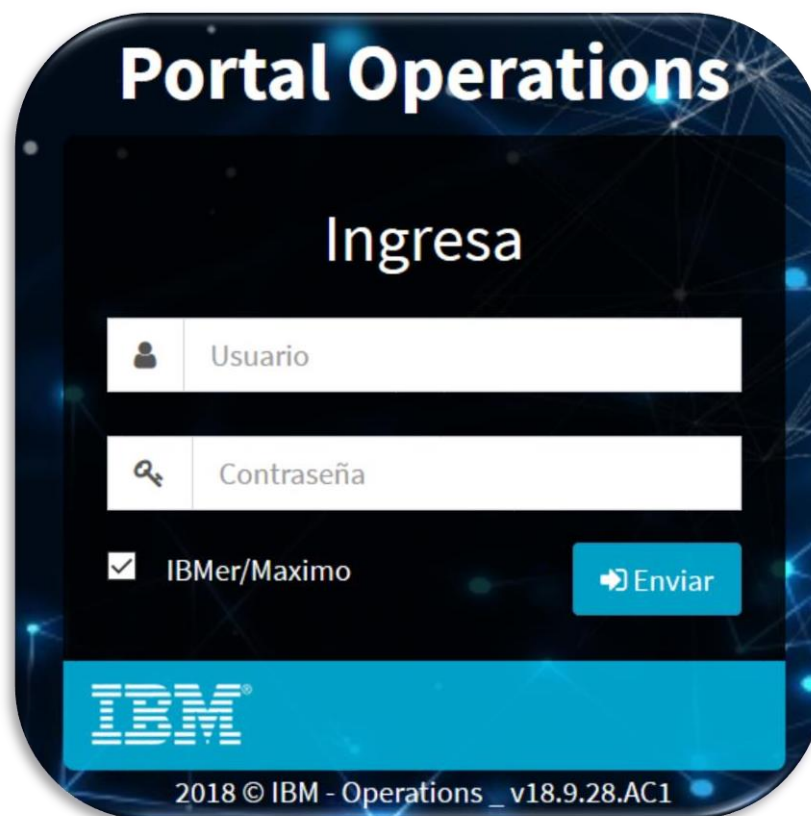 Portal Operations
Ingresa
Usuario
Contraseña
IBMer/Maximo
Enviar
IBM®
2018 © IBM - Operations _ v18.9.28.AC1